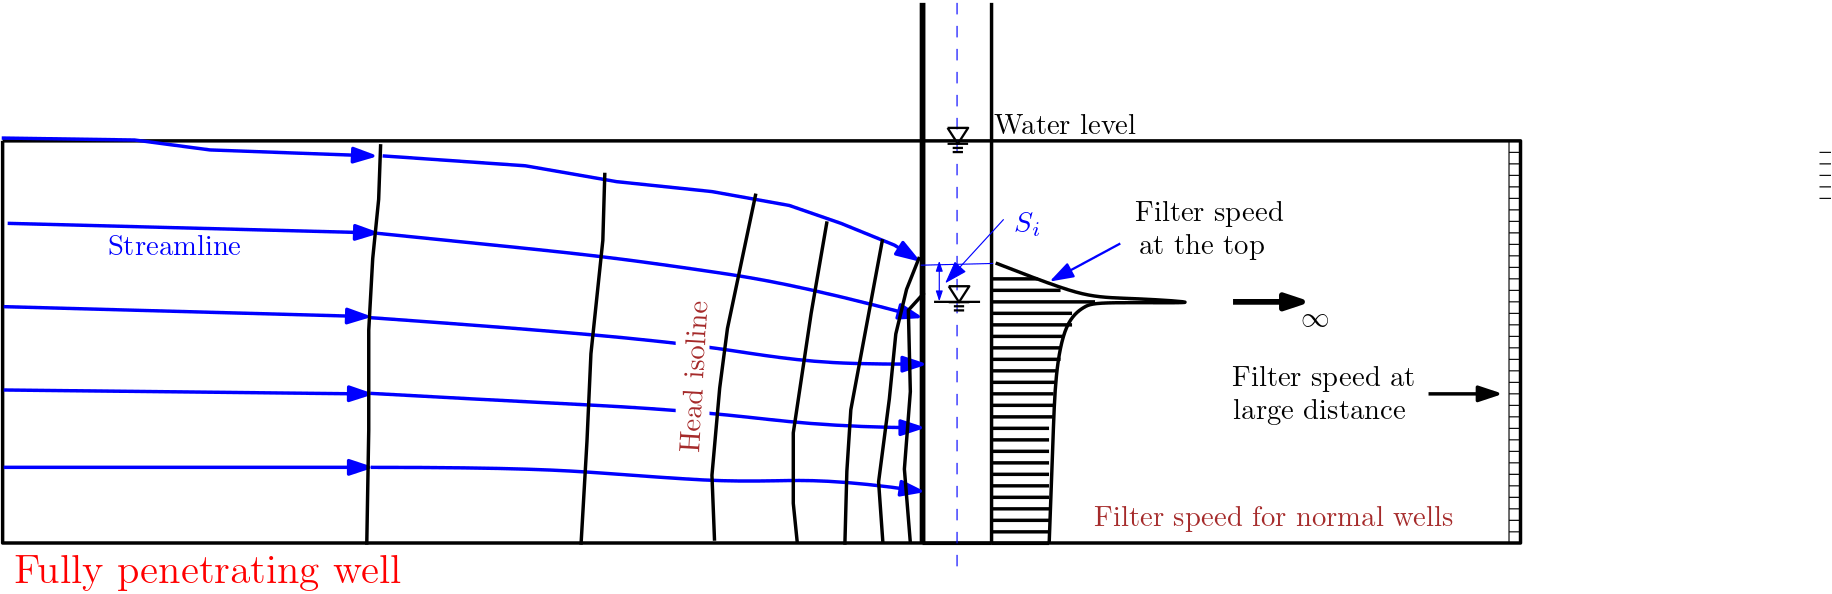 Water level
Filter speed
at the top
S_i
Streamline
Head isoline
∞
Filter speed at
large distance
Filter speed for normal wells
Fully penetrating well